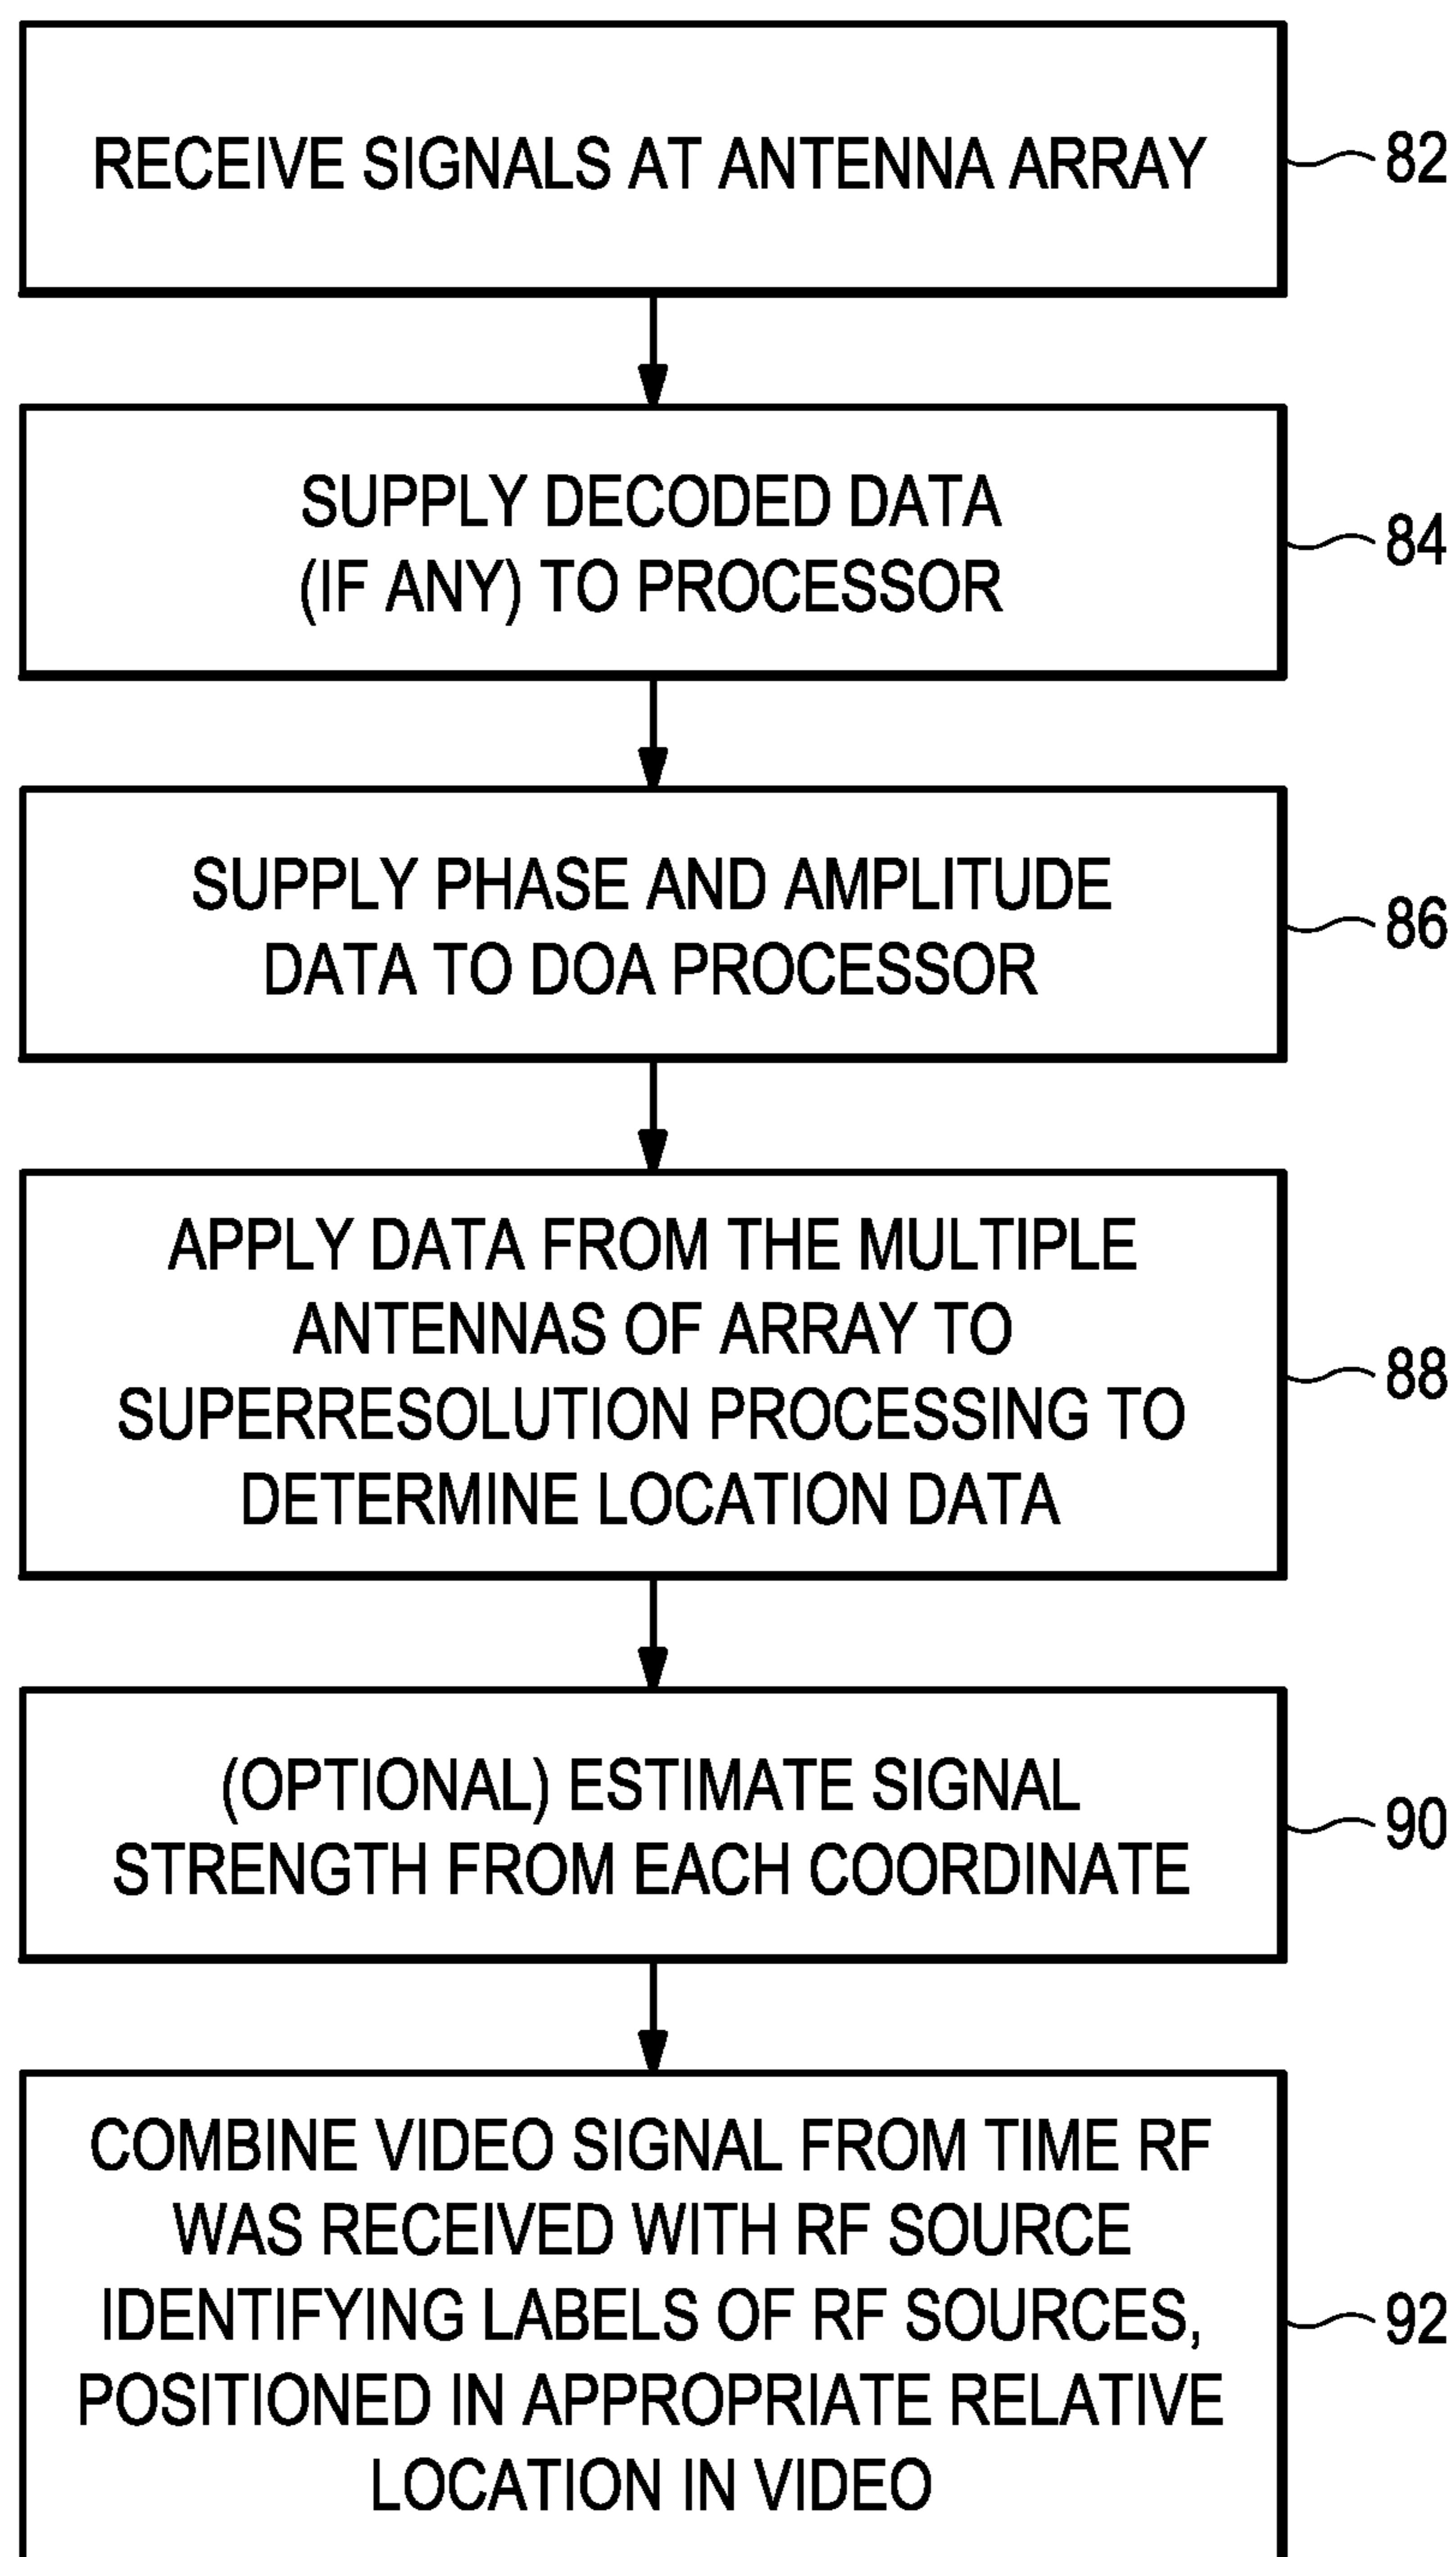 RECEIVE SIGNALS AT ANTENNA ARRAY
82
SUPPLY DECODED DATA
(IF ANY) TO PROCESSOR
84
SUPPLY PHASE AND AMPLITUDE
DATA TO DOA PROCESSOR
86
APPLY DATA FROM THE MULTIPLE
ANTENNAS OF ARRAY TO
SUPERRESOLUTION PROCESSING TO
DETERMINE LOCATION DATA
88
(OPTIONAL) ESTIMATE SIGNAL
STRENGTH FROM EACH COORDINATE
90
COMBINE VIDEO SIGNAL FROM TIME RF
WAS RECEIVED WITH RF SOURCE
IDENTIFYING LABELS OF RF SOURCES,
POSITIONED IN APPROPRIATE RELATIVE
LOCATION IN VIDEO
92